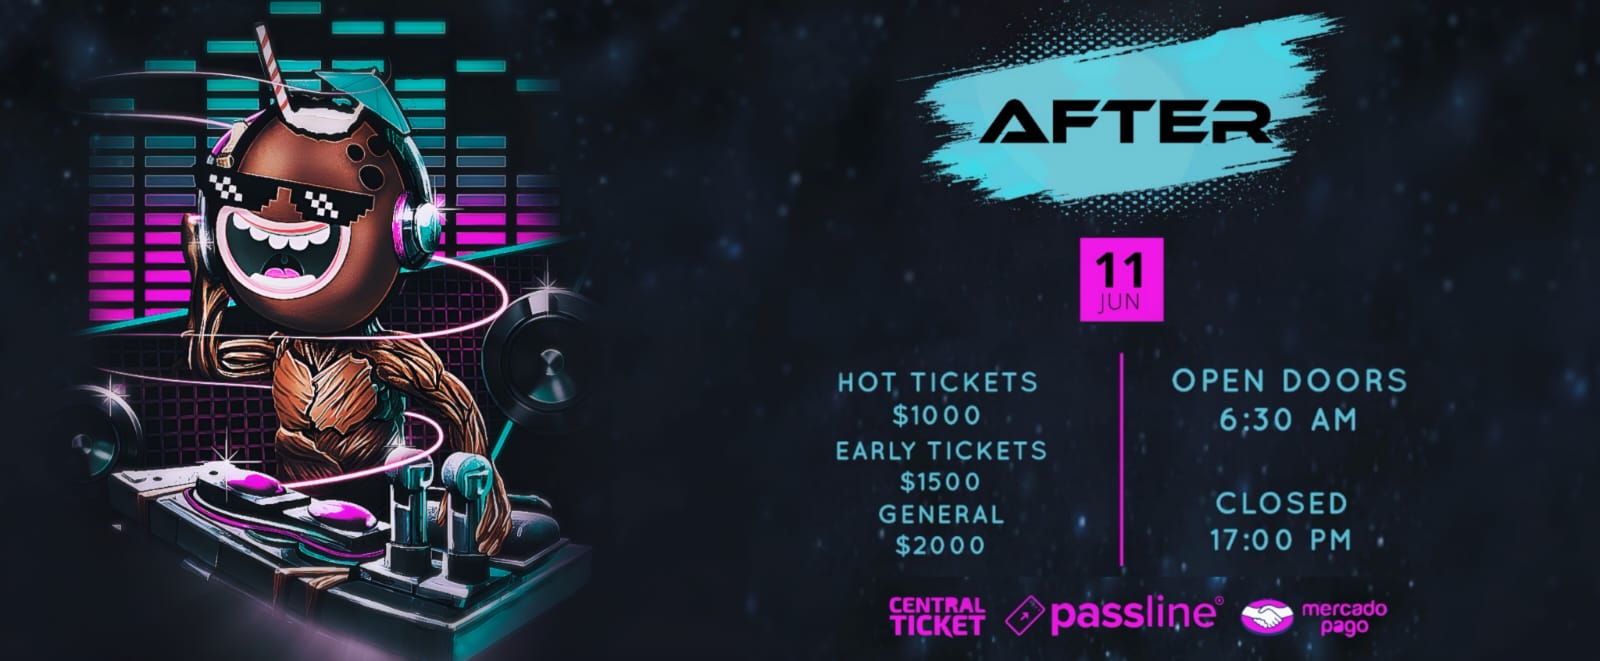 AFTER
11
JUN
HOT TICKETS
$1000
EARLY TICKETS
$1500
GENERAL
$2000
OPEN DOORS
6:30 AM
CLOSED
17:00 PM
CENTRAL
TICKET
passline®
mercado
pago